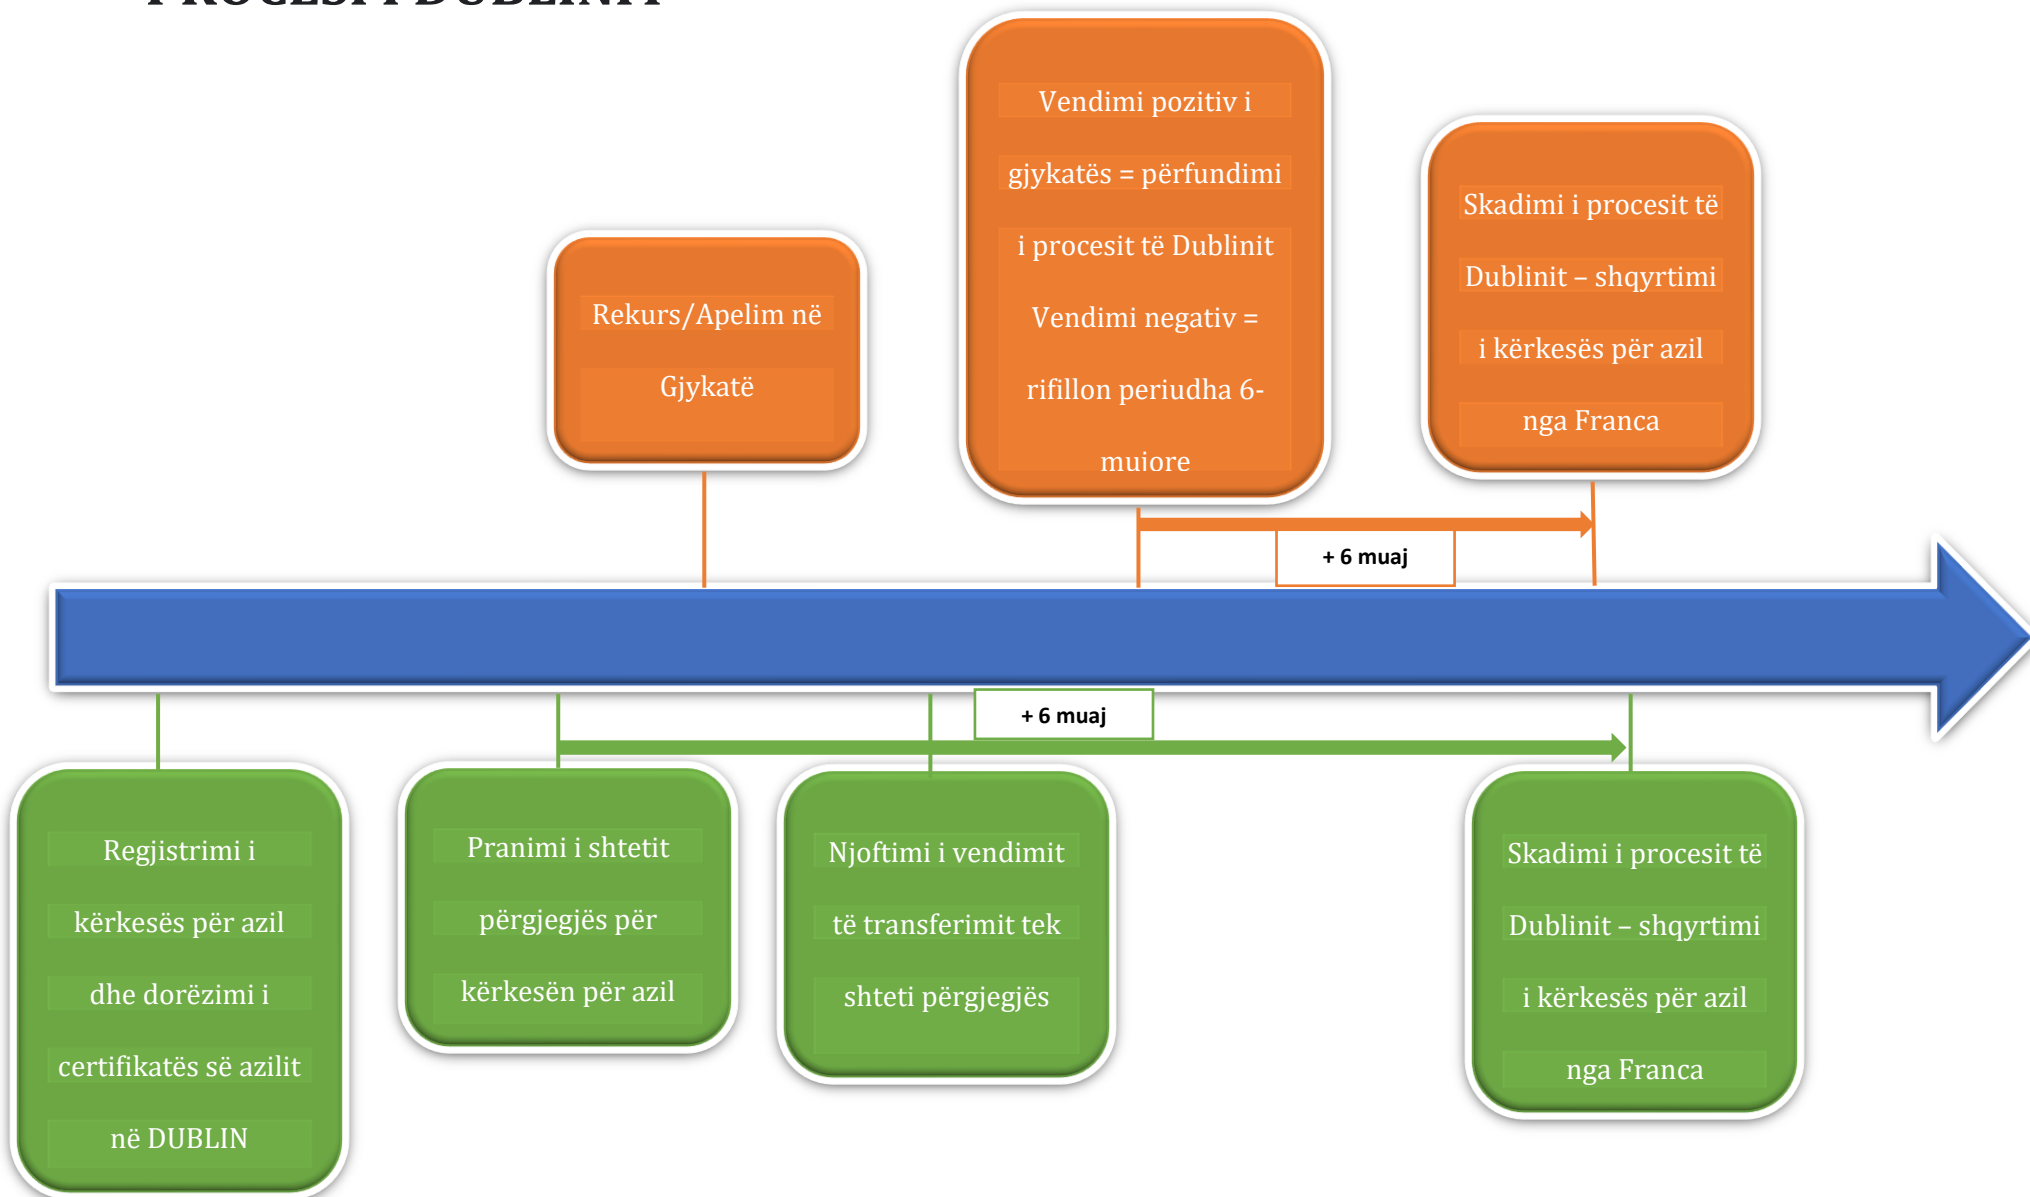 PROCESI I DUBLINIT
Vendimi pozitiv i
gjykatës = përfundimi
i procesit të Dublinit
Vendimi negativ =
rifillon periudha 6-
mujore
Skadimi i procesit të
Dublinit – shqyrtimi
i kërkesës për azil
nga Franca
Rekurs/Apelim në
Gjykatë
+ 6 muaj
+ 6 muaj
Regjistrimi i
kërkesës për azil
dhe dorëzimi i
certifikatës së azilit
në DUBLIN
Pranimi i shtetit
përgjegjës për
kërkesën për azil
Njoftimi i vendimit
të transferimit tek
shteti përgjegjës
Skadimi i procesit të
Dublinit – shqyrtimi
i kërkesës për azil
nga Franca